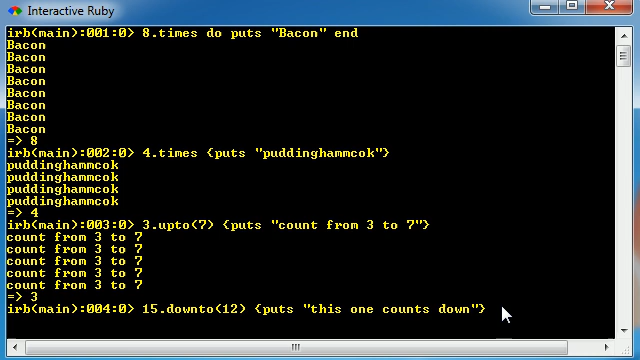 Interactive Ruby
irb(main):001:0> 8.times do puts "Bacon" end
Bacon
Bacon
Bacon
Bacon
Bacon
Bacon
Bacon
Bacon
=> 8
irb(main):002:0> 4.times {puts "puddinghammcok"}
puddinghammcok
puddinghammcok
puddinghammcok
puddinghammcok
=> 4
irb(main):003:0> 3.upto(7) {puts "count from 3 to 7"}
count from 3 to 7
count from 3 to 7
count from 3 to 7
count from 3 to 7
count from 3 to 7
=> 3
irb(main):004:0> 15.downto(12) {puts "this one counts down"}